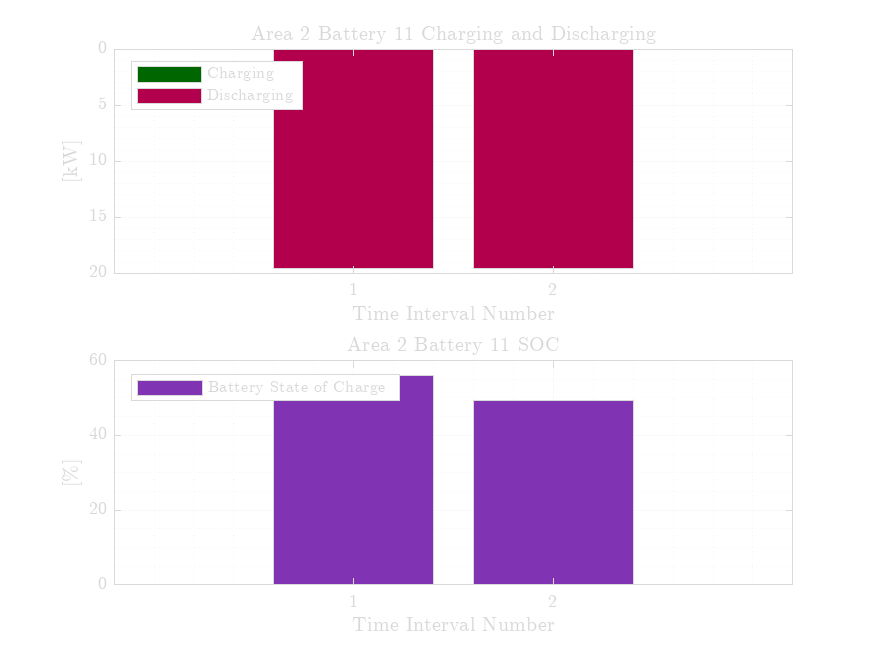 Area 2 Battery 11 Charging and Discharging
0
5
10
15
20
[kW]
Charging
Discharging
1 2
Time Interval Number
Area 2 Battery 11 SOC
60
40
20
0
[%]
Battery State of Charge
1 2
Time Interval Number